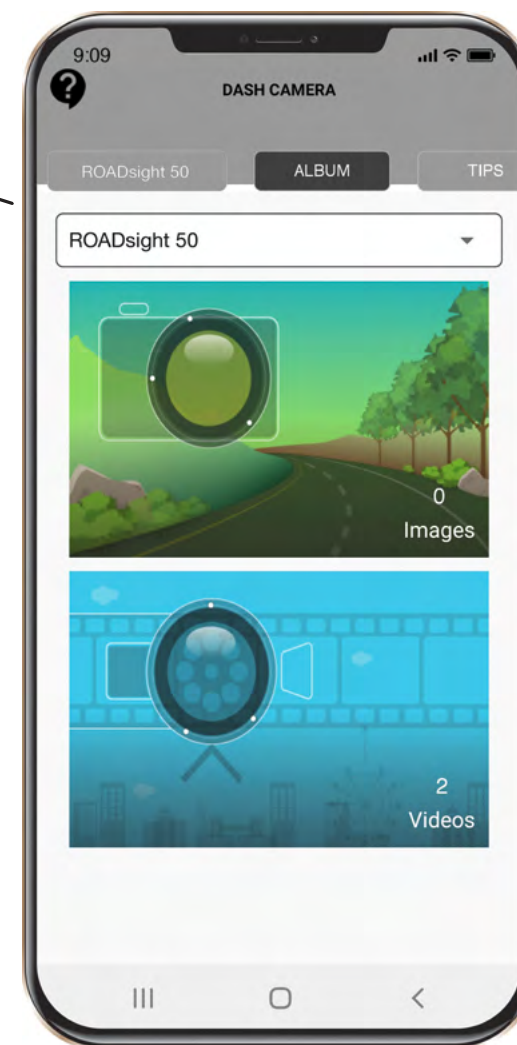 9:09
DASH CAMERA
ROADsight 50
ALBUM
TIPS
ROADsight 50
0
Images
2
Videos